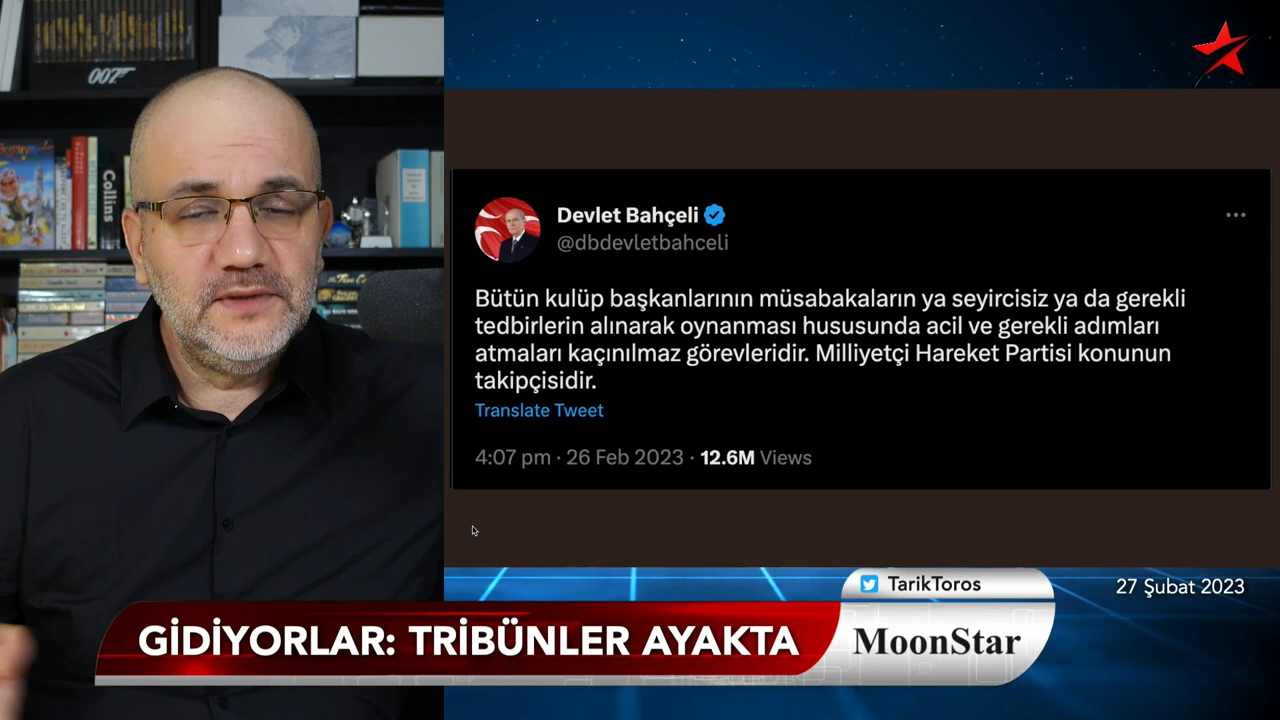 007
Collins
Devlet Bahçeli
@dbdevletbahceli
Bütün kulüp başkanlarının müsabakaların ya seyircisiz ya da gerekli
tedbirlerin alınarak oynanması hususunda acil ve gerekli adımları
atmaları kaçınılmaz görevleridir. Milliyetçi Hareket Partisi konunun
takipçisidir.
Translate Tweet
4:07 pm · 26 Feb 2023 · 12.6M Views
TarikToros
27 Şubat 2023
GİDİYORLAR: TRİBÜNLER AYAKTA
MoonStar